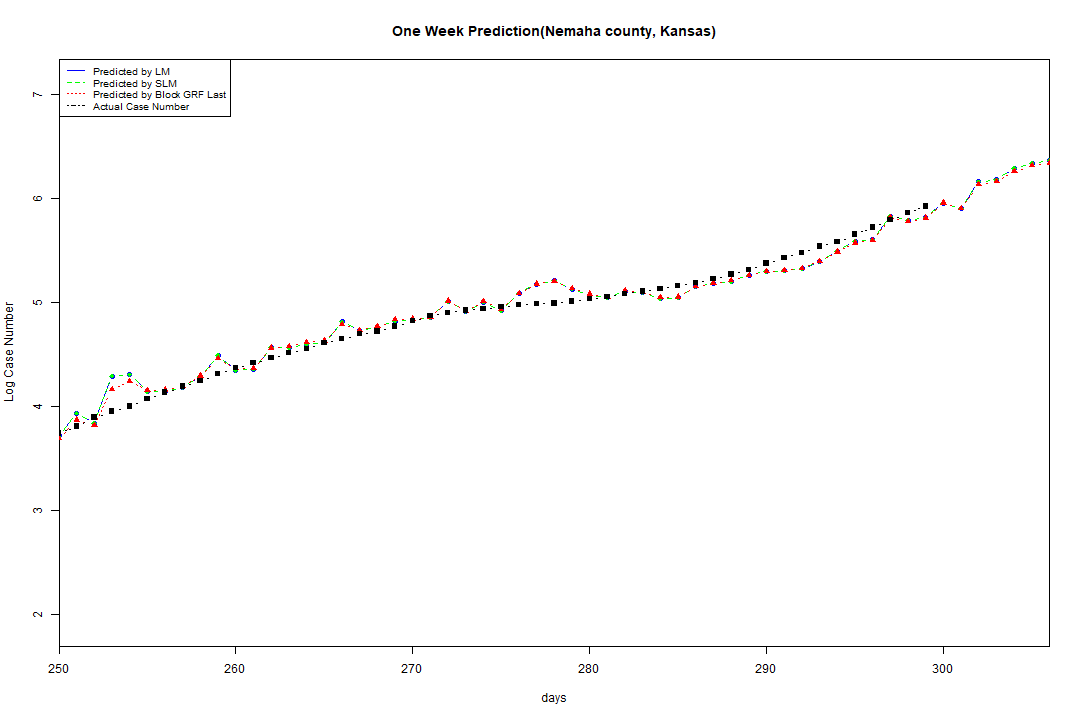 One Week Prediction(Nemaha county, Kansas)
Predicted by LM
Predicted by SLM
Predicted by Block GRF Last
Actual Case Number
7
6
5
4
3
2
Log Case Number
250 260 270 280 290 300
days